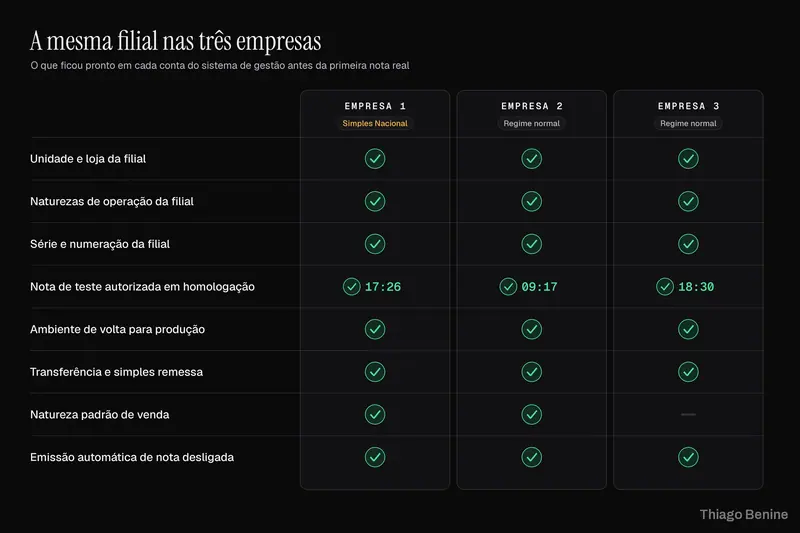 A mesma filial nas três empresas
O que ficou pronto em cada conta do sistema de gestão antes da primeira nota real
EMPRESA 1 EMPRESA 2 EMPRESA 3
Simples Nacional Regime normal Regime normal
Unidade e loja da filial
Naturezas de operação da filial
Série e numeração da filial
Nota de teste autorizada em homologação 17:26 09:17 18:30
Ambiente de volta para produção
Transferência e simples remessa
Natureza padrão de venda —
Emissão automática de nota desligada
Thiago Benine